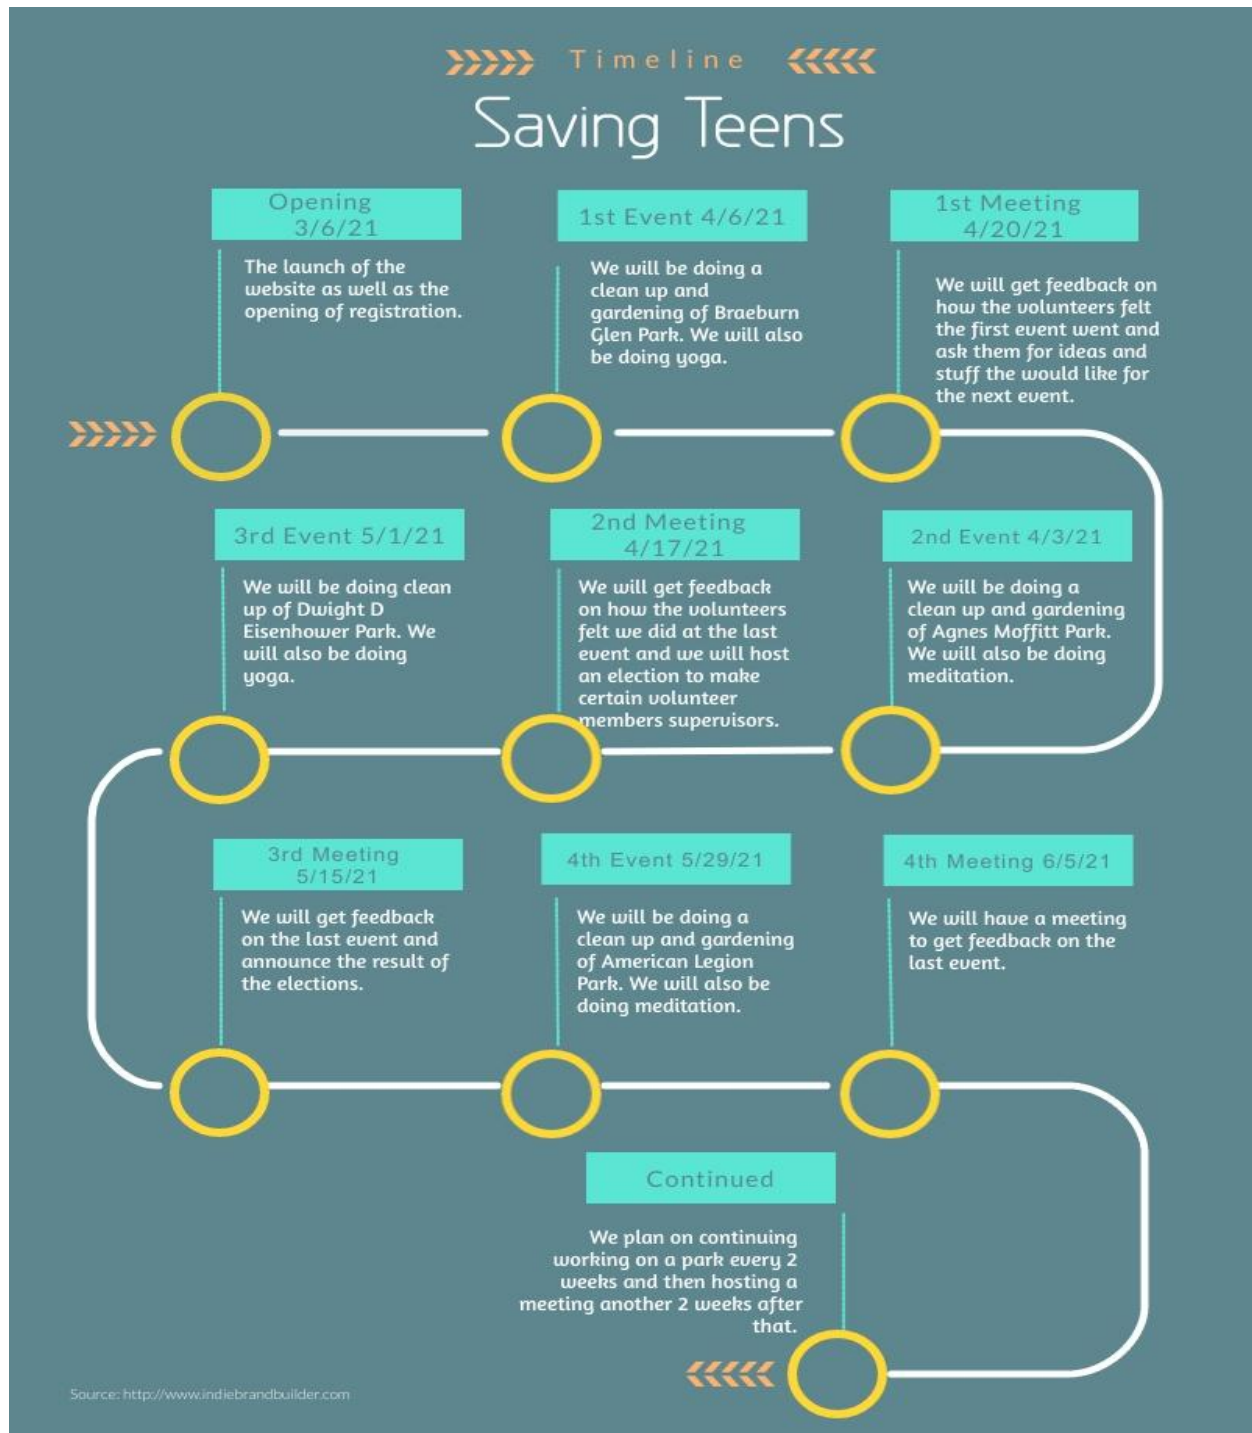 Timeline
Saving Teens
Opening
3/6/21
The launch of the
website as well as the
opening of registration.
1st Event 4/6/21
We will be doing a
clean up and
gardening of Braeburn
Glen Park. We will also
be doing yoga.
1st Meeting
4/20/21
We will get feedback on
how the volunteers felt
the first event went and
ask them for ideas and
stuff the would like for
the next event.
2nd Event 4/3/21
We will be doing a
clean up and gardening
of Agnes Moffitt Park.
We will also be doing
meditation.
2nd Meeting
4/17/21
We will get feedback
on how the volunteers
felt we did at the last
event and we will host
an election to make
certain volunteer
members supervisors.
3rd Event 5/1/21
We will be doing clean
up of Dwight D
Eisenhower Park. We
will also be doing
yoga.
3rd Meeting
5/15/21
We will get feedback
on the last event and
announce the result of
the elections.
4th Event 5/29/21
We will be doing a
clean up and gardening
of American Legion
Park. We will also be
doing meditation.
4th Meeting 6/5/21
We will have a meeting
to get feedback on the
last event.
Continued
We plan on continuing
working on a park every 2
weeks and then hosting a
meeting another 2 weeks after
that.
Source: http://www.indiebrandbuilder.com